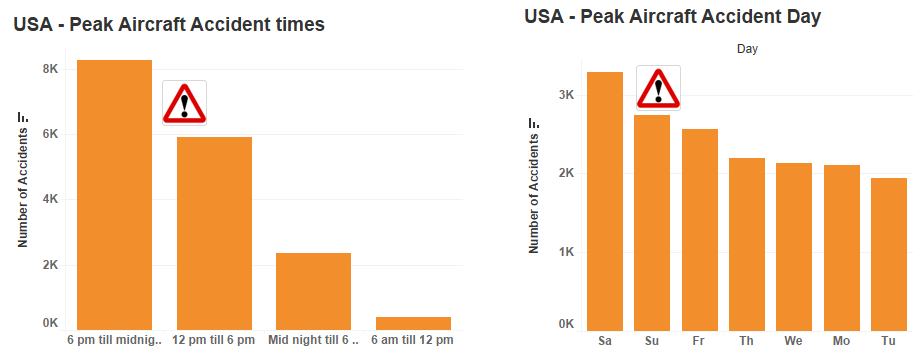 USA - Peak Aircraft Accident times
Number of Accidents
8K
6K
4K
2K
0K
6 pm till midnig..
12 pm till 6 pm
Mid night till 6 ..
6 am till 12 pm
USA - Peak Aircraft Accident Day
Day
Number of Accidents
3K
2K
1K
0K
Sa
Su
Fr
Th
We
Mo
Tu